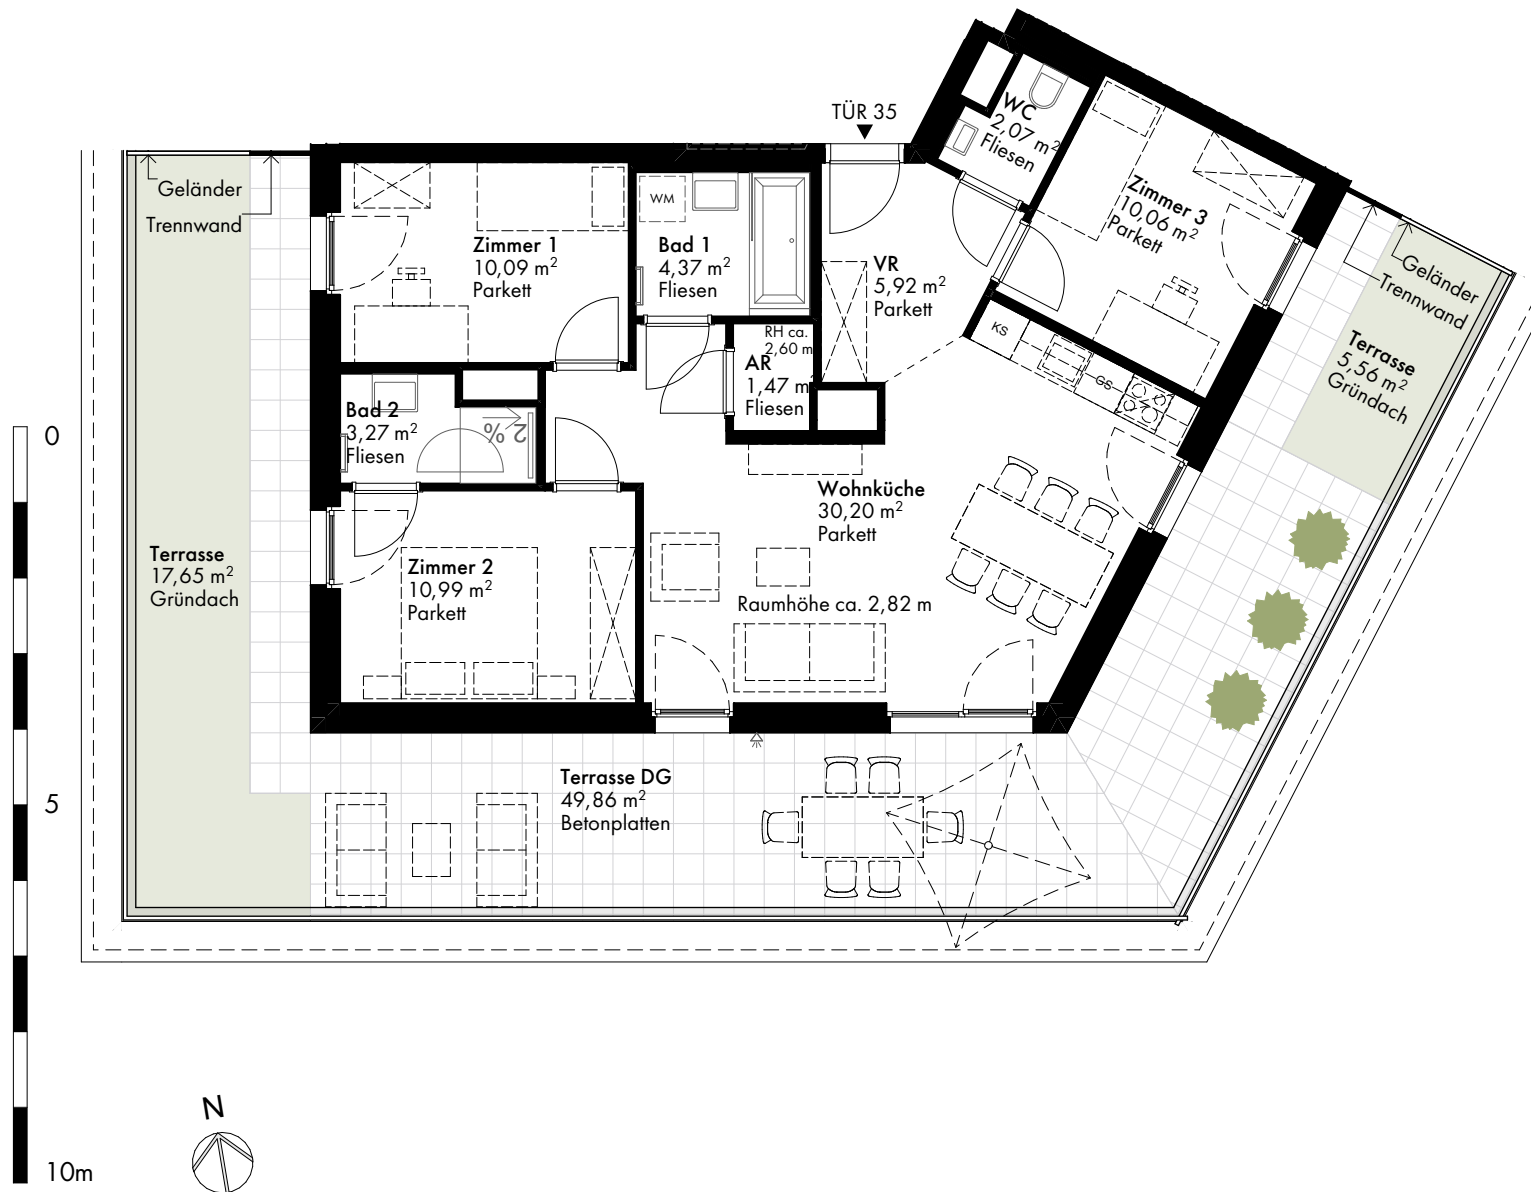 TÜR 35
WC
2,07 m²
Fliesen
Geländer
Trennwand
Zimmer 1
10,09 m²
Parkett
WM
Bad 1
4,37 m²
Fliesen
VR
5,92 m²
Parkett
Zimmer 3
10,06 m²
Parkett
Geländer
Trennwand
Terrasse
5,56 m²
Gründach
RH ca.
2,60 m
AR
1,47 m
Fliesen
KS
GS
Bad 2
3,27 m²
Fliesen
2 %
Wohnküche
30,20 m²
Parkett
Raumhöhe ca. 2,82 m
Terrasse
17,65 m²
Gründach
Zimmer 2
10,99 m²
Parkett
Terrasse DG
49,86 m²
Betonplatten
0
5
10m
N